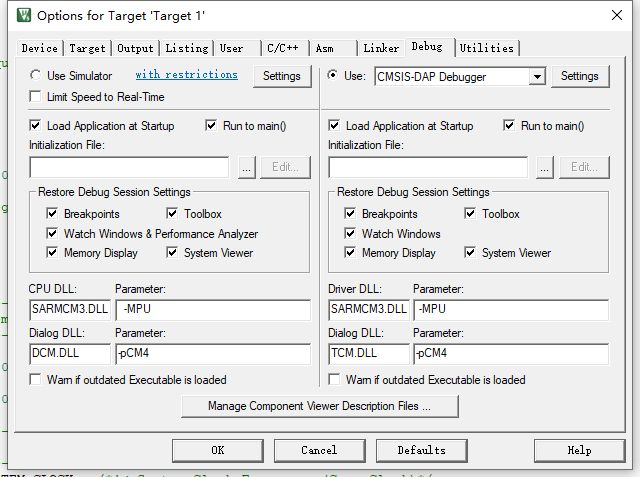 Options for Target 'Target 1'
Device Target Output Listing User C/C++ Asm Linker Debug Utilities
Use Simulator with restrictions Settings
Limit Speed to Real-Time
Use: CMSIS-DAP Debugger Settings
Load Application at Startup Run to main()
Initialization File:
... Edit...
Load Application at Startup Run to main()
Initialization File:
... Edit...
Restore Debug Session Settings
Breakpoints Toolbox
Watch Windows & Performance Analyzer
Memory Display System Viewer
Restore Debug Session Settings
Breakpoints Toolbox
Watch Windows
Memory Display System Viewer
CPU DLL: Parameter:
SARMCM3.DLL -MPU
Dialog DLL: Parameter:
DCM.DLL -pCM4
Warn if outdated Executable is loaded
Driver DLL: Parameter:
SARMCM3.DLL -MPU
Dialog DLL: Parameter:
TCM.DLL -pCM4
Warn if outdated Executable is loaded
Manage Component Viewer Description Files ...
OK Cancel Defaults Help